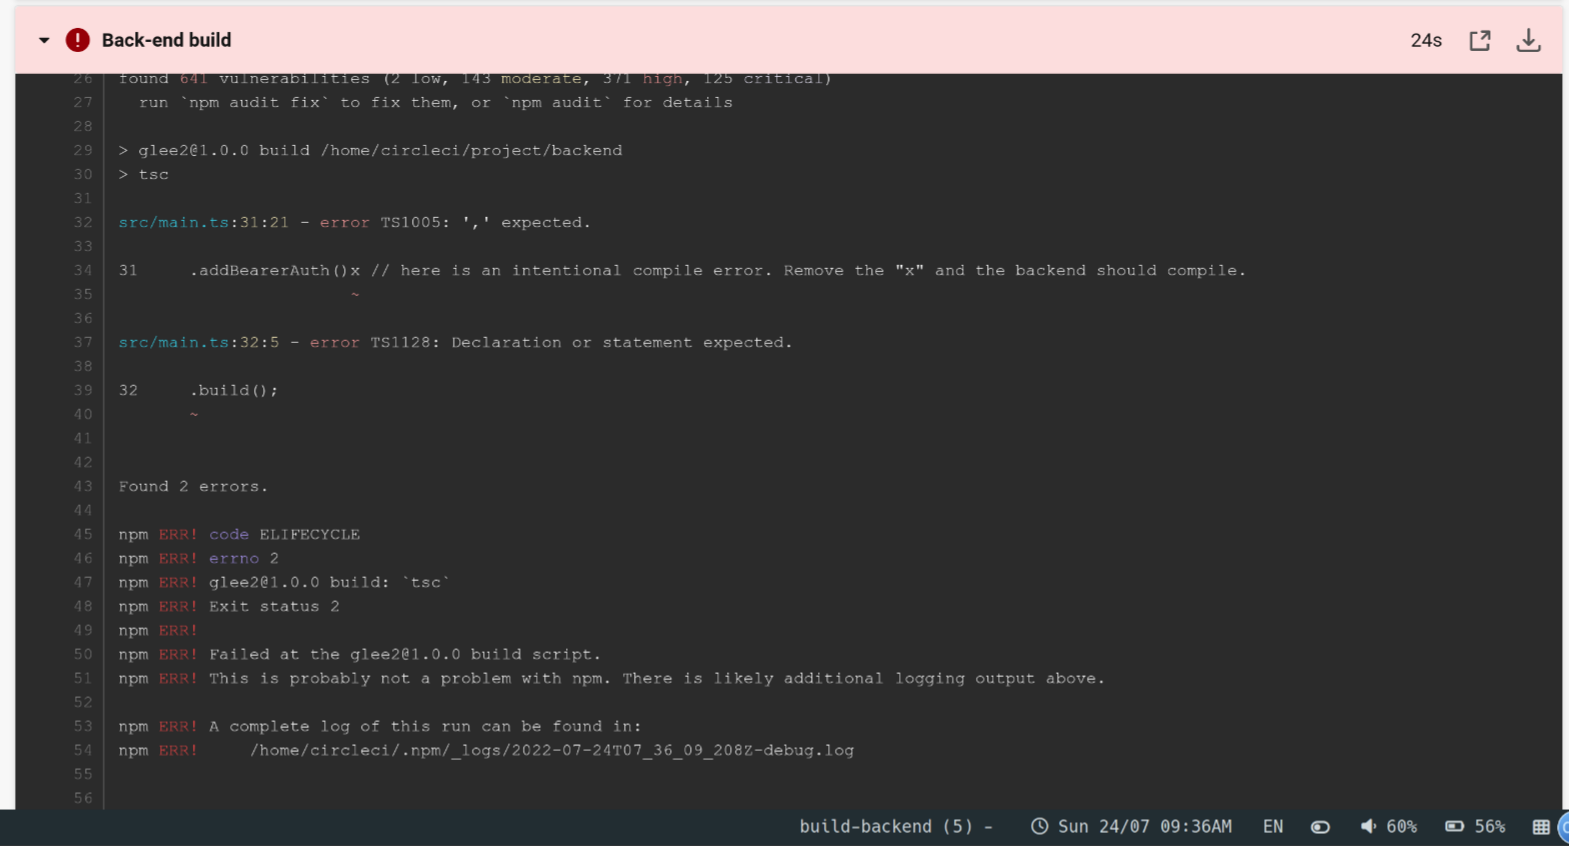 Back-end build 24s
26 found 641 vulnerabilities (2 low, 143 moderate, 371 high, 125 critical)
27 run `npm audit fix` to fix them, or `npm audit` for details
28
29 > glee2@1.0.0 build /home/circleci/project/backend
30 > tsc
31
32 src/main.ts:31:21 - error TS1005: ',' expected.
33
34 31 .addBearerAuth()x // here is an intentional compile error. Remove the "x" and the backend should compile.
35 ~
36
37 src/main.ts:32:5 - error TS1128: Declaration or statement expected.
38
39 32 .build();
40 ~
41
42
43 Found 2 errors.
44
45 npm ERR! code ELIFECYCLE
46 npm ERR! errno 2
47 npm ERR! glee2@1.0.0 build: `tsc`
48 npm ERR! Exit status 2
49 npm ERR!
50 npm ERR! Failed at the glee2@1.0.0 build script.
51 npm ERR! This is probably not a problem with npm. There is likely additional logging output above.
52
53 npm ERR! A complete log of this run can be found in:
54 npm ERR! /home/circleci/.npm/_logs/2022-07-24T07_36_09_208Z-debug.log
55
56
build-backend (5) - Sun 24/07 09:36AM EN 60% 56%